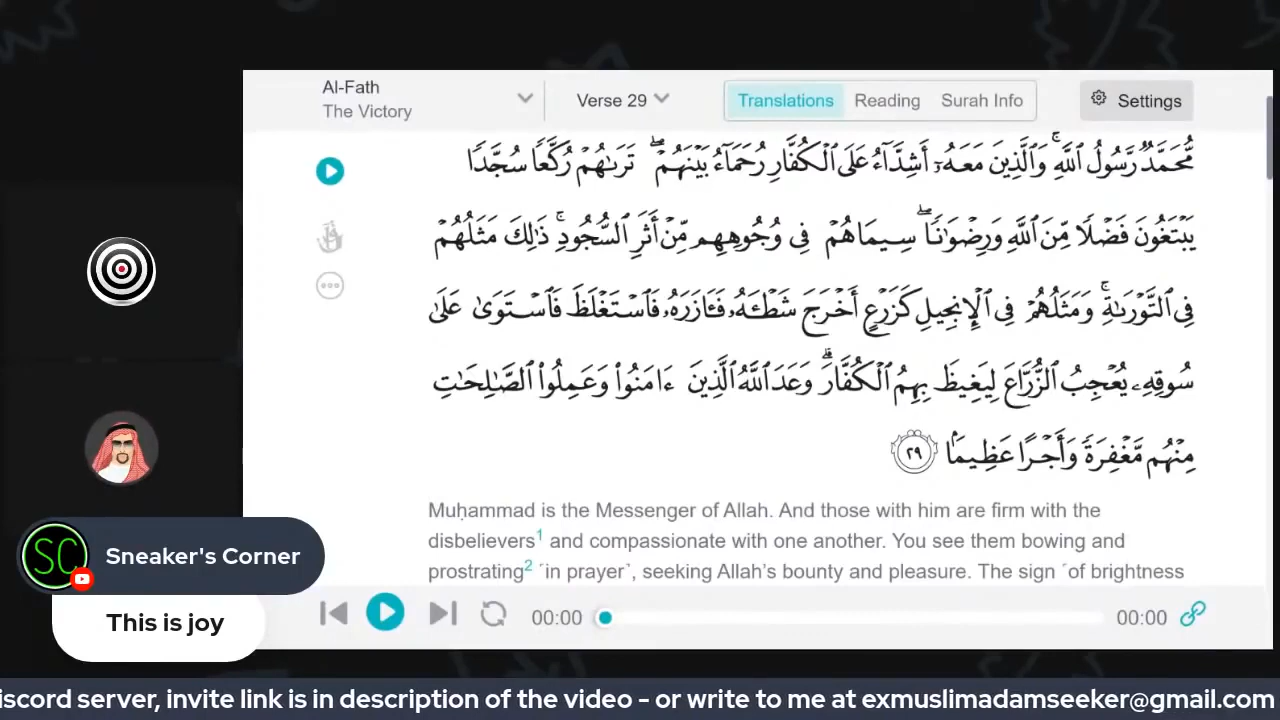 Al-Fath
The Victory
Verse 29
Translations Reading Surah Info
Settings
مُّحَمَّدٌ رَّسُولُ ٱللَّهِ ۚ وَٱلَّذِينَ مَعَهُۥٓ أَشِدَّآءُ عَلَى ٱلْكُفَّارِ رُحَمَآءُ بَيْنَهُمْ ۖ تَرَىٰهُمْ رُكَّعًا سُجَّدًا
يَبْتَغُونَ فَضْلًا مِّنَ ٱللَّهِ وَرِضْوَٰنًا ۖ سِيمَاهُمْ فِى وُجُوهِهِم مِّنْ أَثَرِ ٱلسُّجُودِ ۚ ذَٰلِكَ مَثَلُهُمْ
فِى ٱلتَّوْرَىٰةِ ۚ وَمَثَلُهُمْ فِى ٱلْإِنجِيلِ كَزَرْعٍ أَخْرَجَ شَطْـَٔهُۥ فَـَٔازَرَهُۥ فَٱسْتَغْلَظَ فَٱسْتَوَىٰ عَلَىٰ
سُوقِهِۦ يُعْجِبُ ٱلزُّرَّاعَ لِيَغِيظَ بِهِمُ ٱلْكُفَّارَ ۗ وَعَدَ ٱللَّهُ ٱلَّذِينَ ءَامَنُوا۟ وَعَمِلُوا۟ ٱلصَّـٰلِحَـٰتِ
مِنْهُم مَّغْفِرَةً وَأَجْرًا عَظِيمًۢا ٢٩
Muḥammad is the Messenger of Allah. And those with him are firm with the
disbelievers1 and compassionate with one another. You see them bowing and
prostrating2 ˹in prayer˺, seeking Allah's bounty and pleasure. The sign ˹of brightness
00:00 00:00
SC Sneaker's Corner
This is joy
iscord server, invite link is in description of the video - or write to me at exmuslimadamseeker@gmail.com